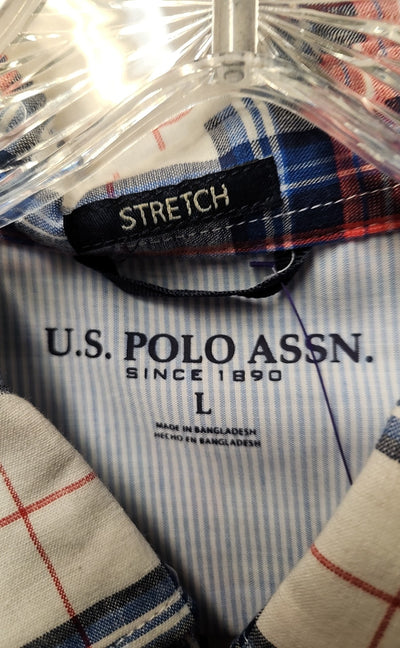 STRETCH
U.S. POLO ASSN.
SINCE 1890
L
MADE IN BANGLADESH
HECHO EN BANGLADESH